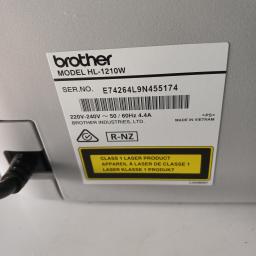 brother
MODEL HL-1210W
SER.NO. E74264L9N455174
220V-240V ~ 50 / 60Hz 4.4A
BROTHER INDUSTRIES, LTD.
<PS>
MADE IN VIETNAM
R-NZ
CLASS 1 LASER PRODUCT
APPAREIL À LASER DE CLASSE 1
LASER KLASSE 1 PRODUKT